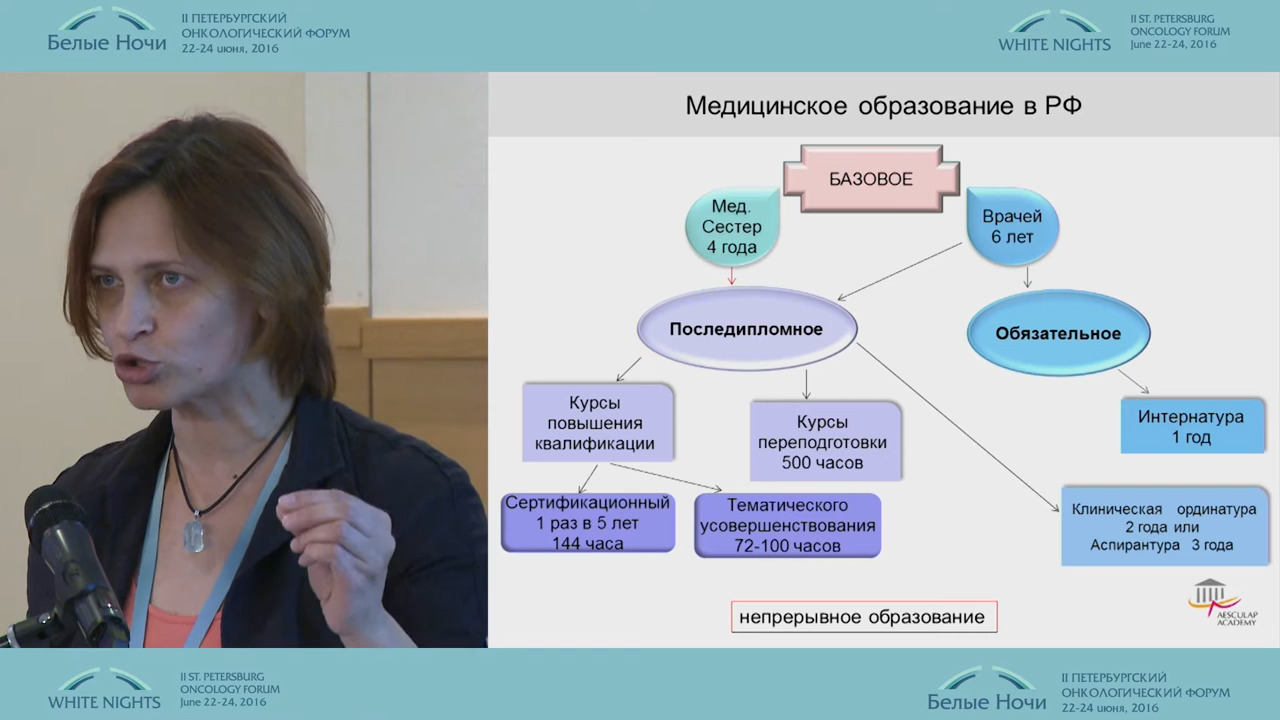 II ПЕТЕРБУРГСКИЙ
ОНКОЛОГИЧЕСКИЙ ФОРУМ
Белые Ночи
22-24 июня, 2016
II ST. PETERSBURG
ONCOLOGY FORUM
WHITE NIGHTS
June 22-24, 2016
Медицинское образование в РФ
БАЗОВОЕ
Мед.
Сестер
4 года
Врачей
6 лет
Последипломное
Обязательное
Курсы
повышения
квалификации
Курсы
переподготовки
500 часов
Интернатура
1 год
Сертификационный
1 раз в 5 лет
144 часа
Тематического
усовершенствования
72-100 часов
Клиническая ординатура
2 года или
Аспирантура 3 года
непрерывное образование
AESCULAP
ACADEMY
II ST. PETERSBURG
ONCOLOGY FORUM
WHITE NIGHTS
June 22-24, 2016
II ПЕТЕРБУРГСКИЙ
ОНКОЛОГИЧЕСКИЙ ФОРУМ
Белые Ночи
22-24 июня, 2016